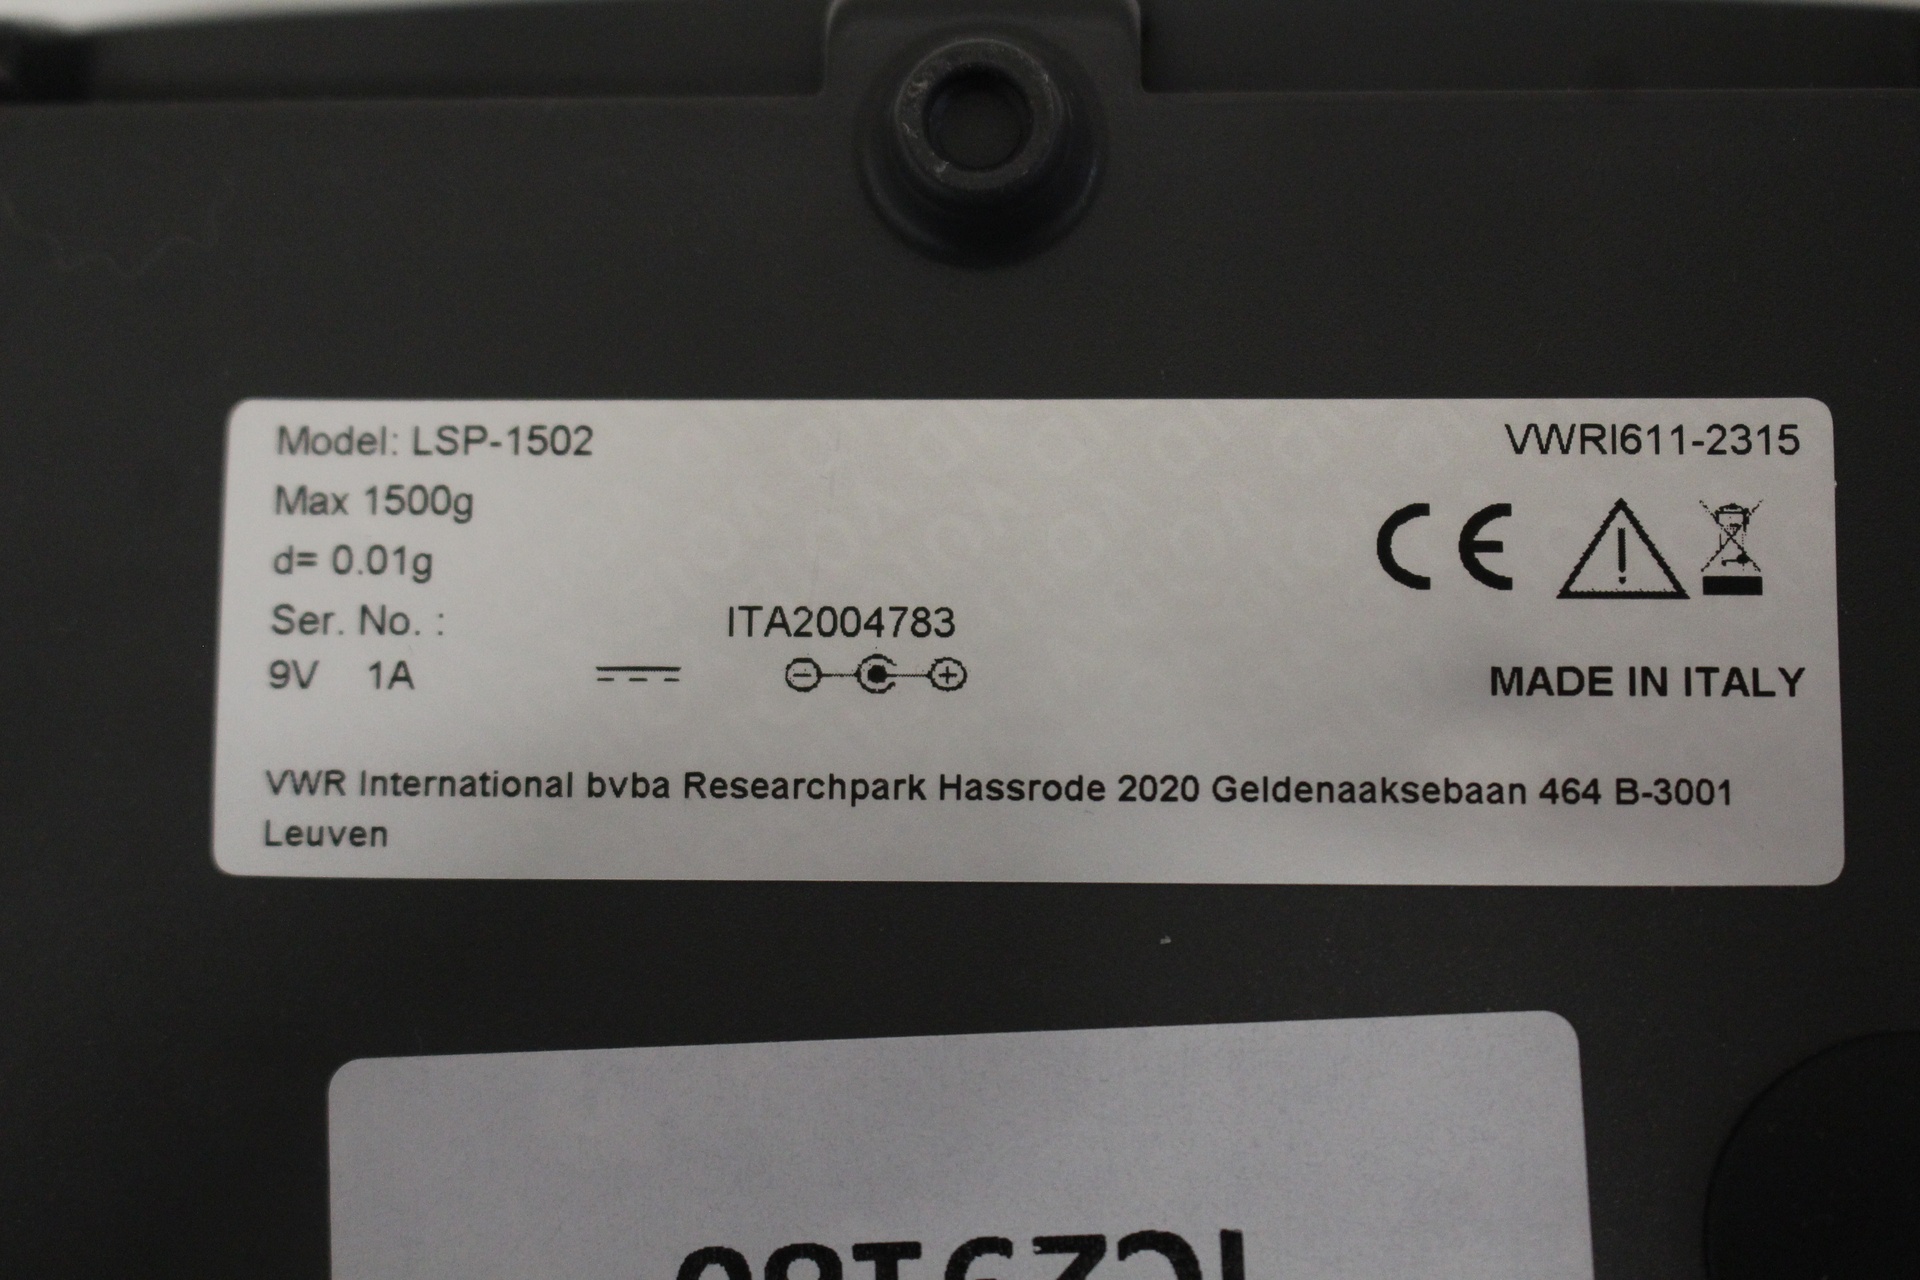 Model: LSP-1502
VWRI611-2315
Max 1500g
d= 0.01g
CE
Ser. No. : ITA2004783
9V 1A
MADE IN ITALY
VWR International bvba Researchpark Hassrode 2020 Geldenaaksebaan 464 B-3001
Leuven